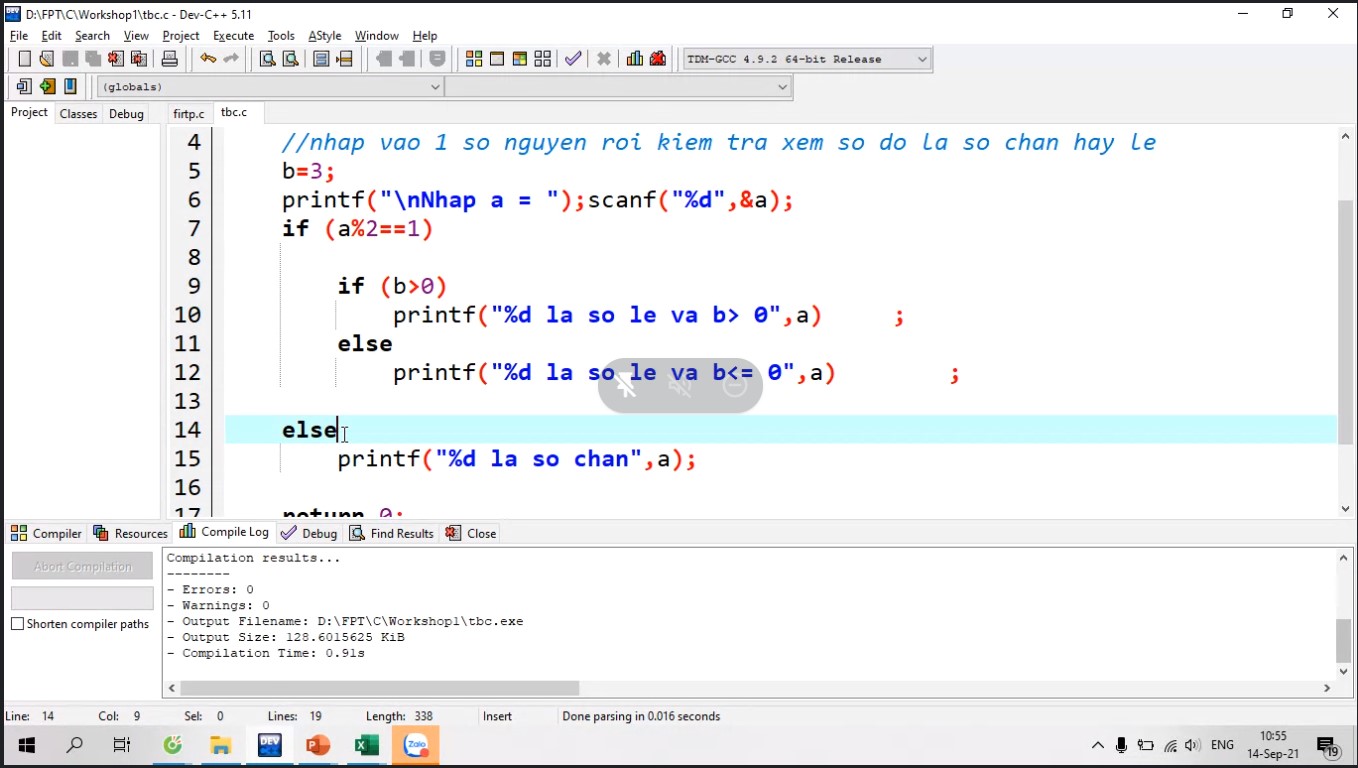 D:\FPT\C\Workshop1\tbc.c - Dev-C++ 5.11
File Edit Search View Project Execute Tools AStyle Window Help
TDM-GCC 4.9.2 64-bit Release
(globals)
Project Classes Debug firtp.c tbc.c
4 //nhap vao 1 so nguyen roi kiem tra xem so do la so chan hay le
5 b=3;
6 printf("\nNhap a = ");scanf("%d",&a);
7 if (a%2==1)
8
9 if (b>0)
10 printf("%d la so le va b> 0",a) ;
11 else
12 printf("%d la so le va b<= 0",a) ;
13
14 else
15 printf("%d la so chan",a);
16
17 return 0;
Compiler Resources Compile Log Debug Find Results Close
Abort Compilation
Shorten compiler paths
Compilation results...
--------
- Errors: 0
- Warnings: 0
- Output Filename: D:\FPT\C\Workshop1\tbc.exe
- Output Size: 128.6015625 KiB
- Compilation Time: 0.91s
Line: 14 Col: 9 Sel: 0 Lines: 19 Length: 338 Insert Done parsing in 0.016 seconds
DEV C++ Zalo ENG 10:55
14-Sep-21 19